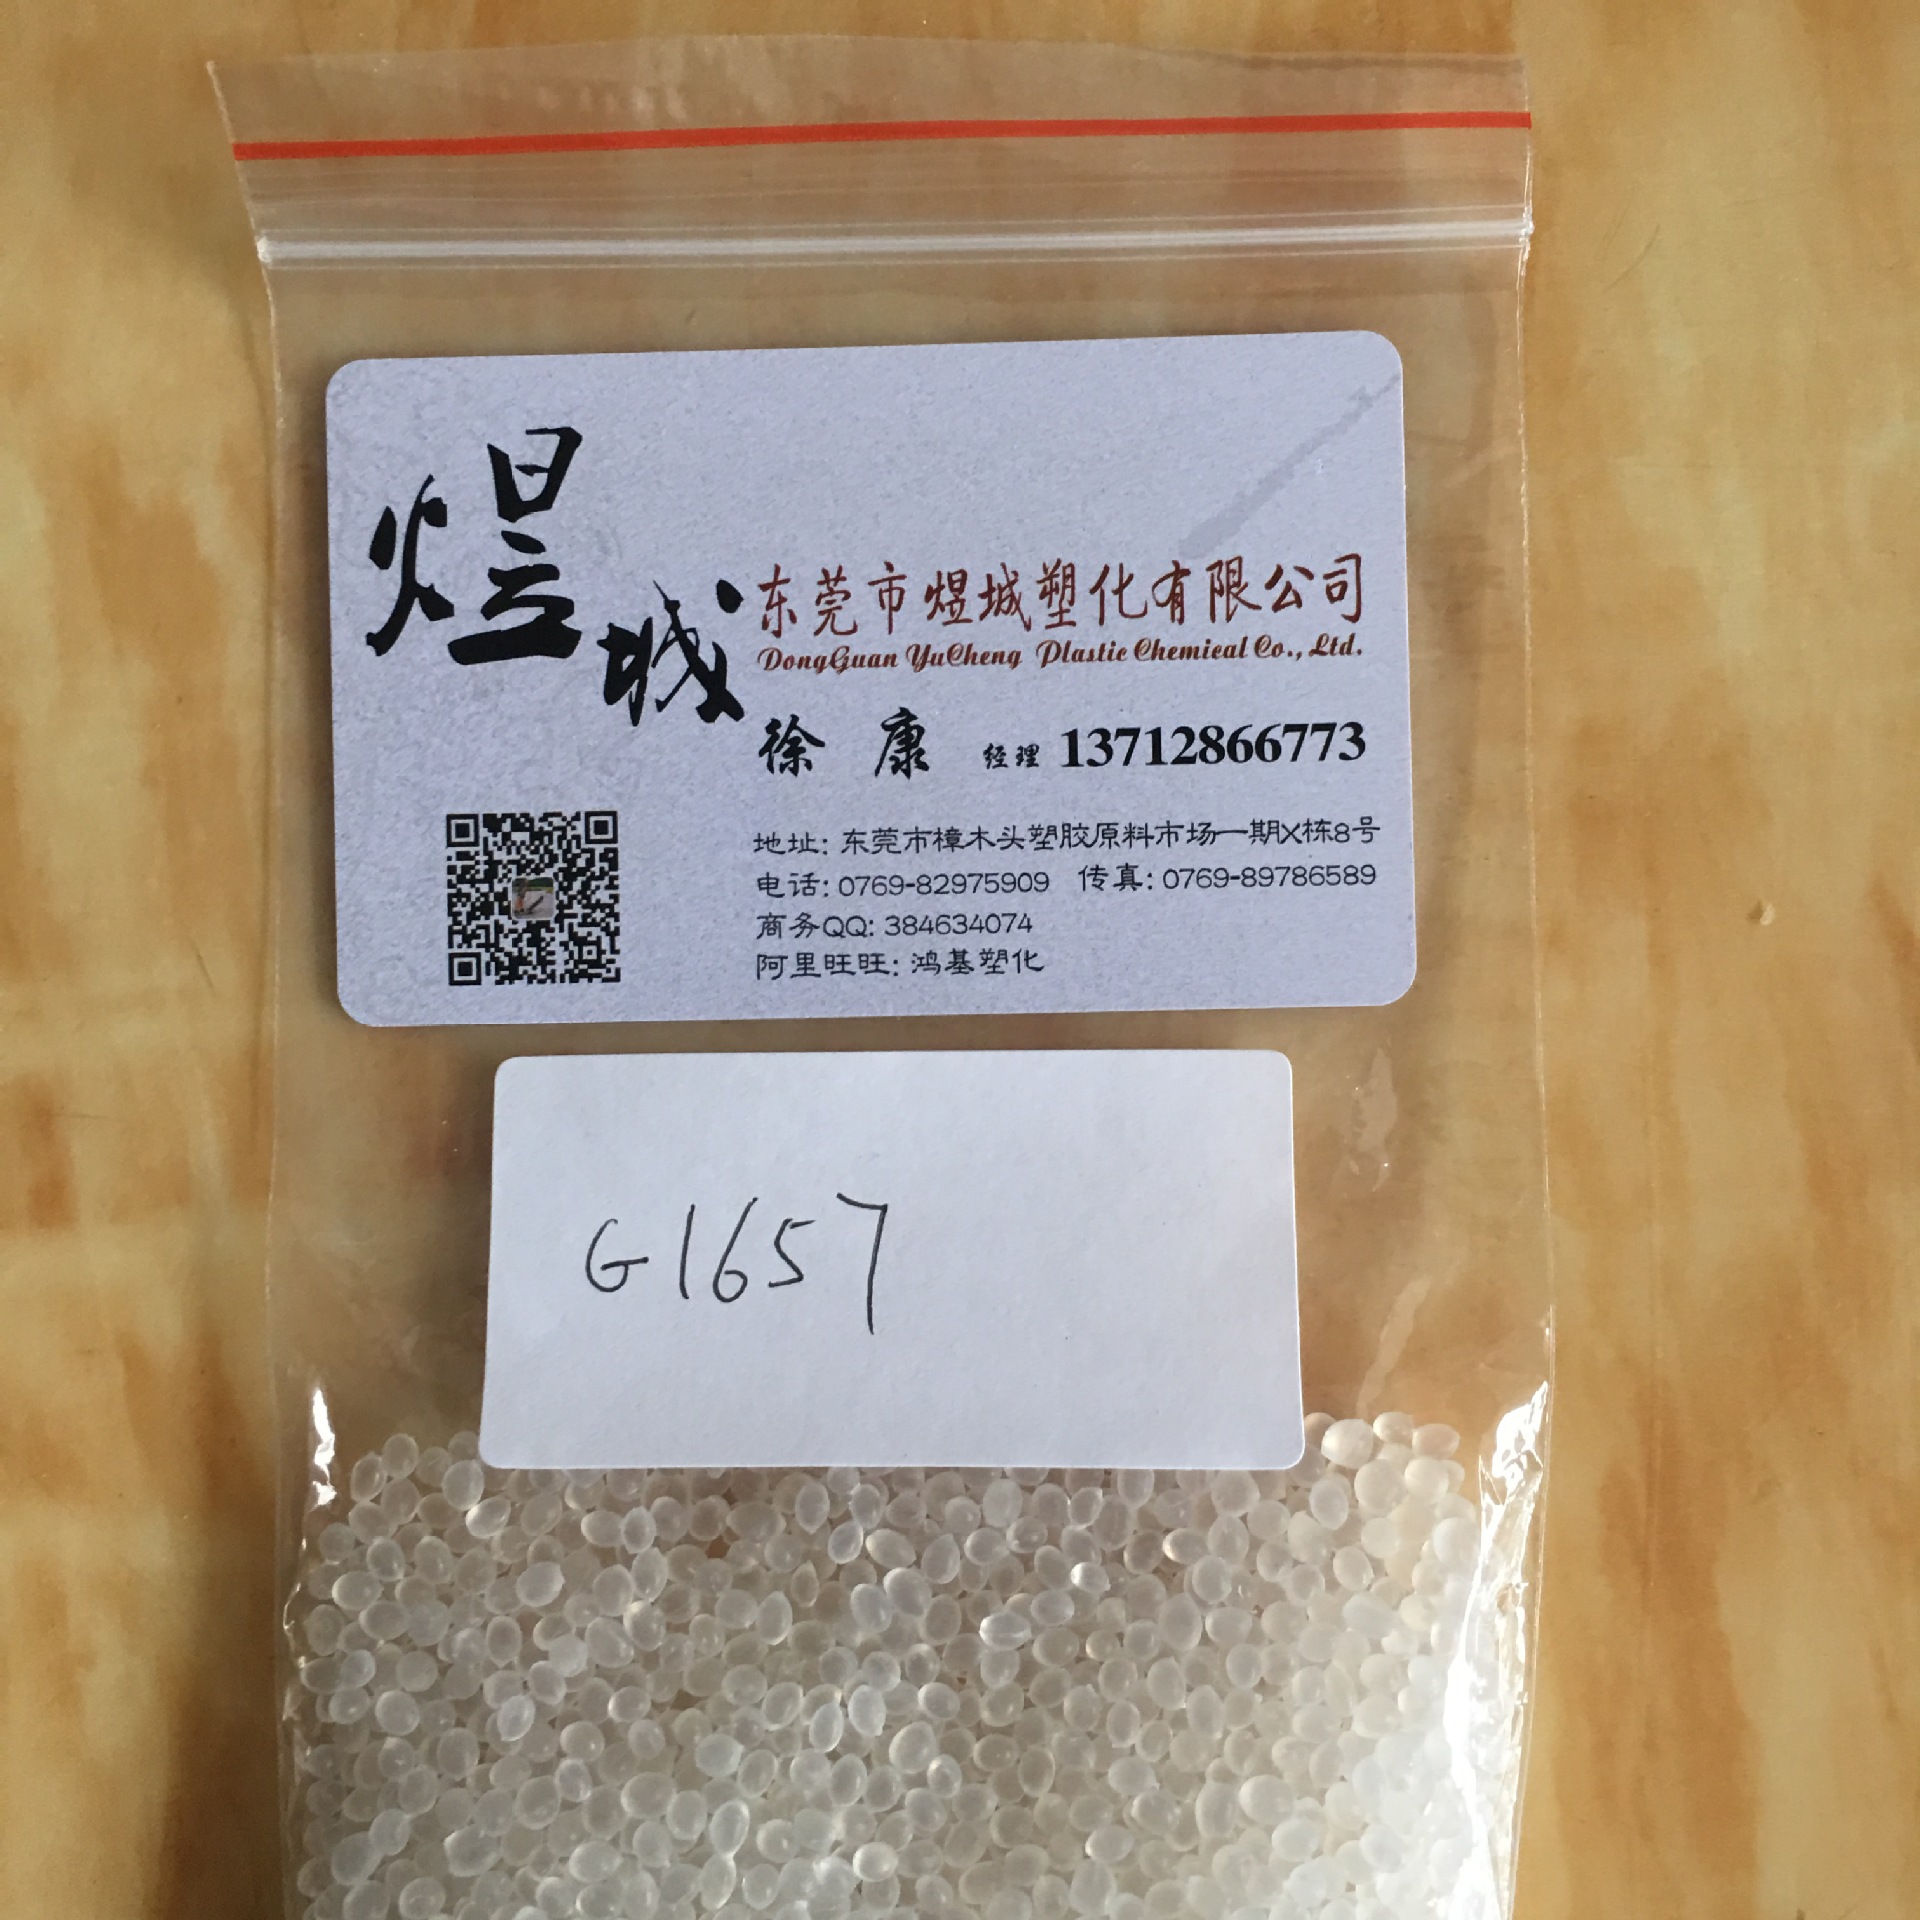 煜城
东莞市煜城塑化有限公司
DongGuan YuCheng Plastic Chemical Co., Ltd.
徐 康 经理 13712866773
地址: 东莞市樟木头塑胶原料市场一期X栋8号
电话: 0769-82975909 传真: 0769-89786589
商务QQ: 384634074
阿里旺旺: 鸿基塑化
G1657